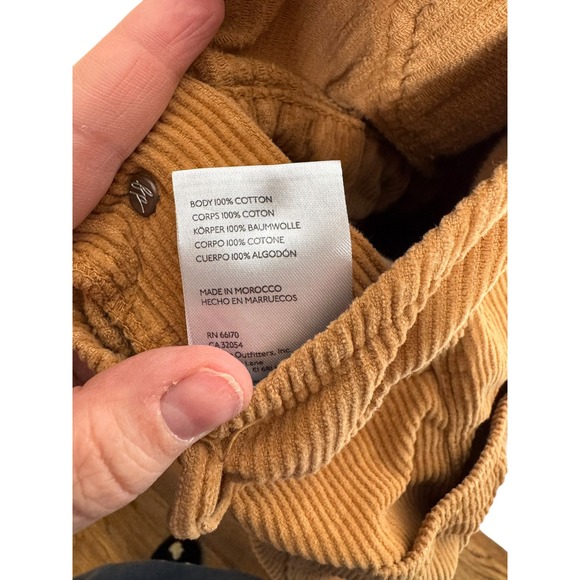 BODY 100% COTTON
CORPS 100% COTON
KÖRPER 100% BAUMWOLLE
CORPO 100% COTONE
CUERPO 100% ALGODÓN
MADE IN MOROCCO
HECHO EN MARRUECOS
RN 66170
CA 32054
Outfitters, Inc.
Lane